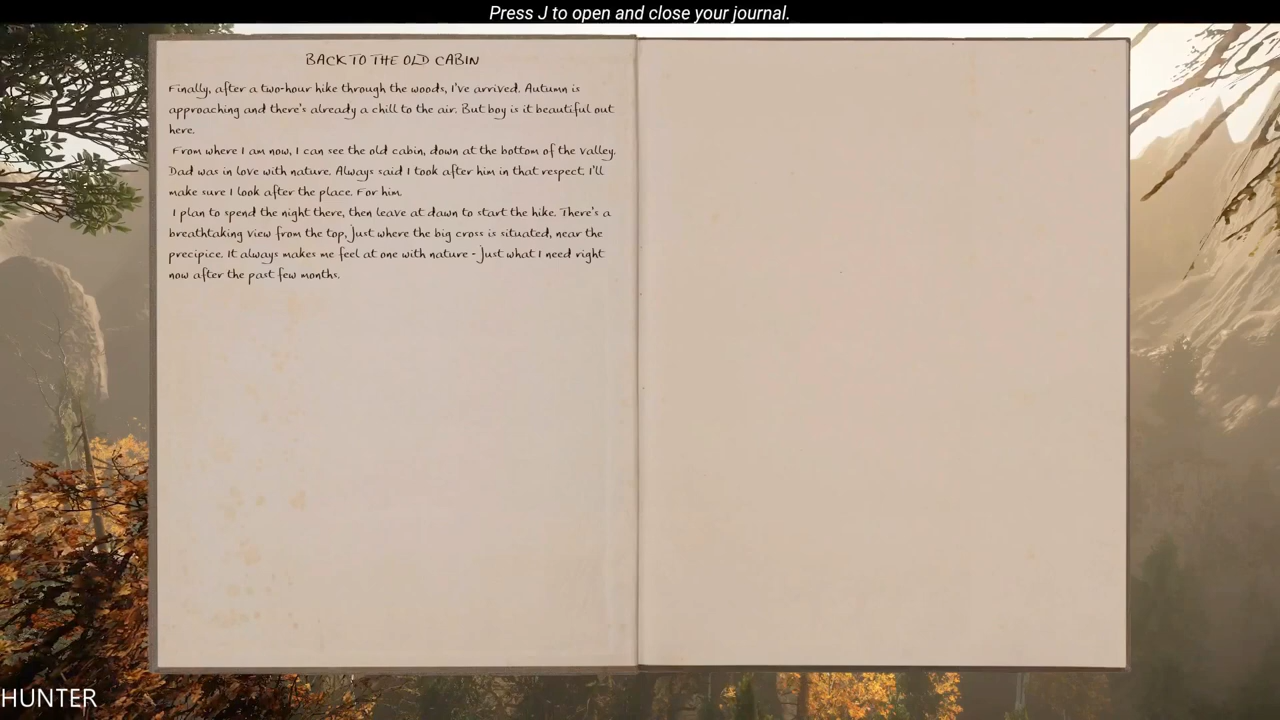 Press J to open and close your journal.
BACK TO THE OLD CABIN
Finally, after a two-hour hike through the woods, I've arrived. Autumn is
approaching and there's already a chill to the air. But boy is it beautiful out
here.
From where I am now, I can see the old cabin, down at the bottom of the valley.
Dad was in love with nature. Always said I took after him in that respect. I'll
make sure I look after the place. For him.
I plan to spend the night there, then leave at dawn to start the hike. There's a
breathtaking view from the top, just where the big cross is situated, near the
precipice. It always makes me feel at one with nature - just what I need right
now after the past few months.
HUNTER